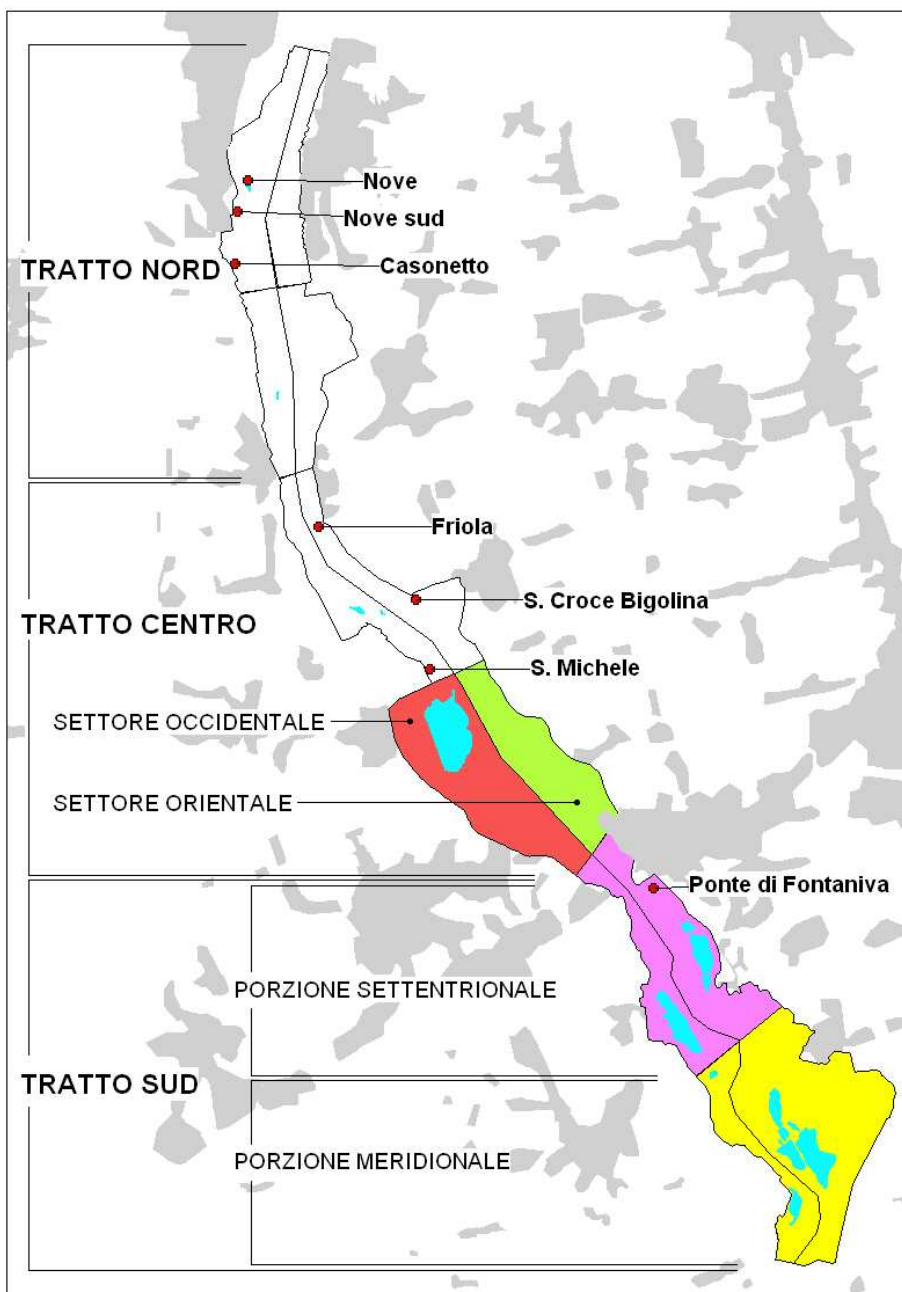 Nove
Nove sud
TRATTO NORD
Casonetto
Friola
S. Croce Bigolina
TRATTO CENTRO
S. Michele
SETTORE OCCIDENTALE
SETTORE ORIENTALE
Ponte di Fontaniva
PORZIONE SETTENTRIONALE
TRATTO SUD
PORZIONE MERIDIONALE